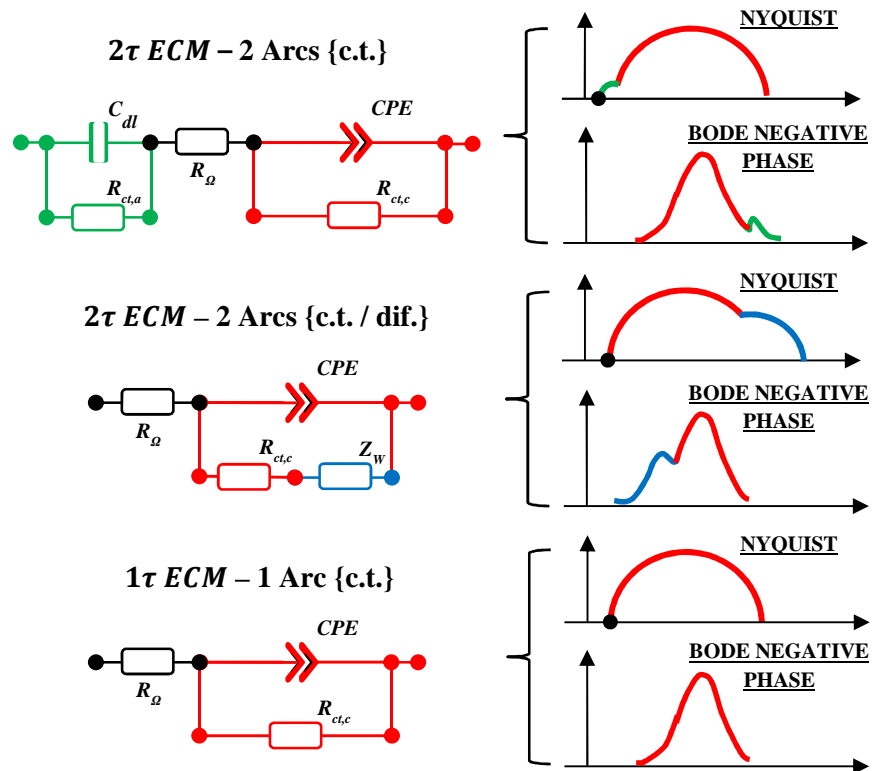 2τ ECM – 2 Arcs {c.t.}
C_dl
CPE
R_Ω
R_ct,a
R_ct,c
NYQUIST
BODE NEGATIVE
PHASE
2τ ECM – 2 Arcs {c.t. / dif.}
CPE
R_Ω
R_ct,c
Z_W
NYQUIST
BODE NEGATIVE
PHASE
1τ ECM – 1 Arc {c.t.}
CPE
R_Ω
R_ct,c
NYQUIST
BODE NEGATIVE
PHASE